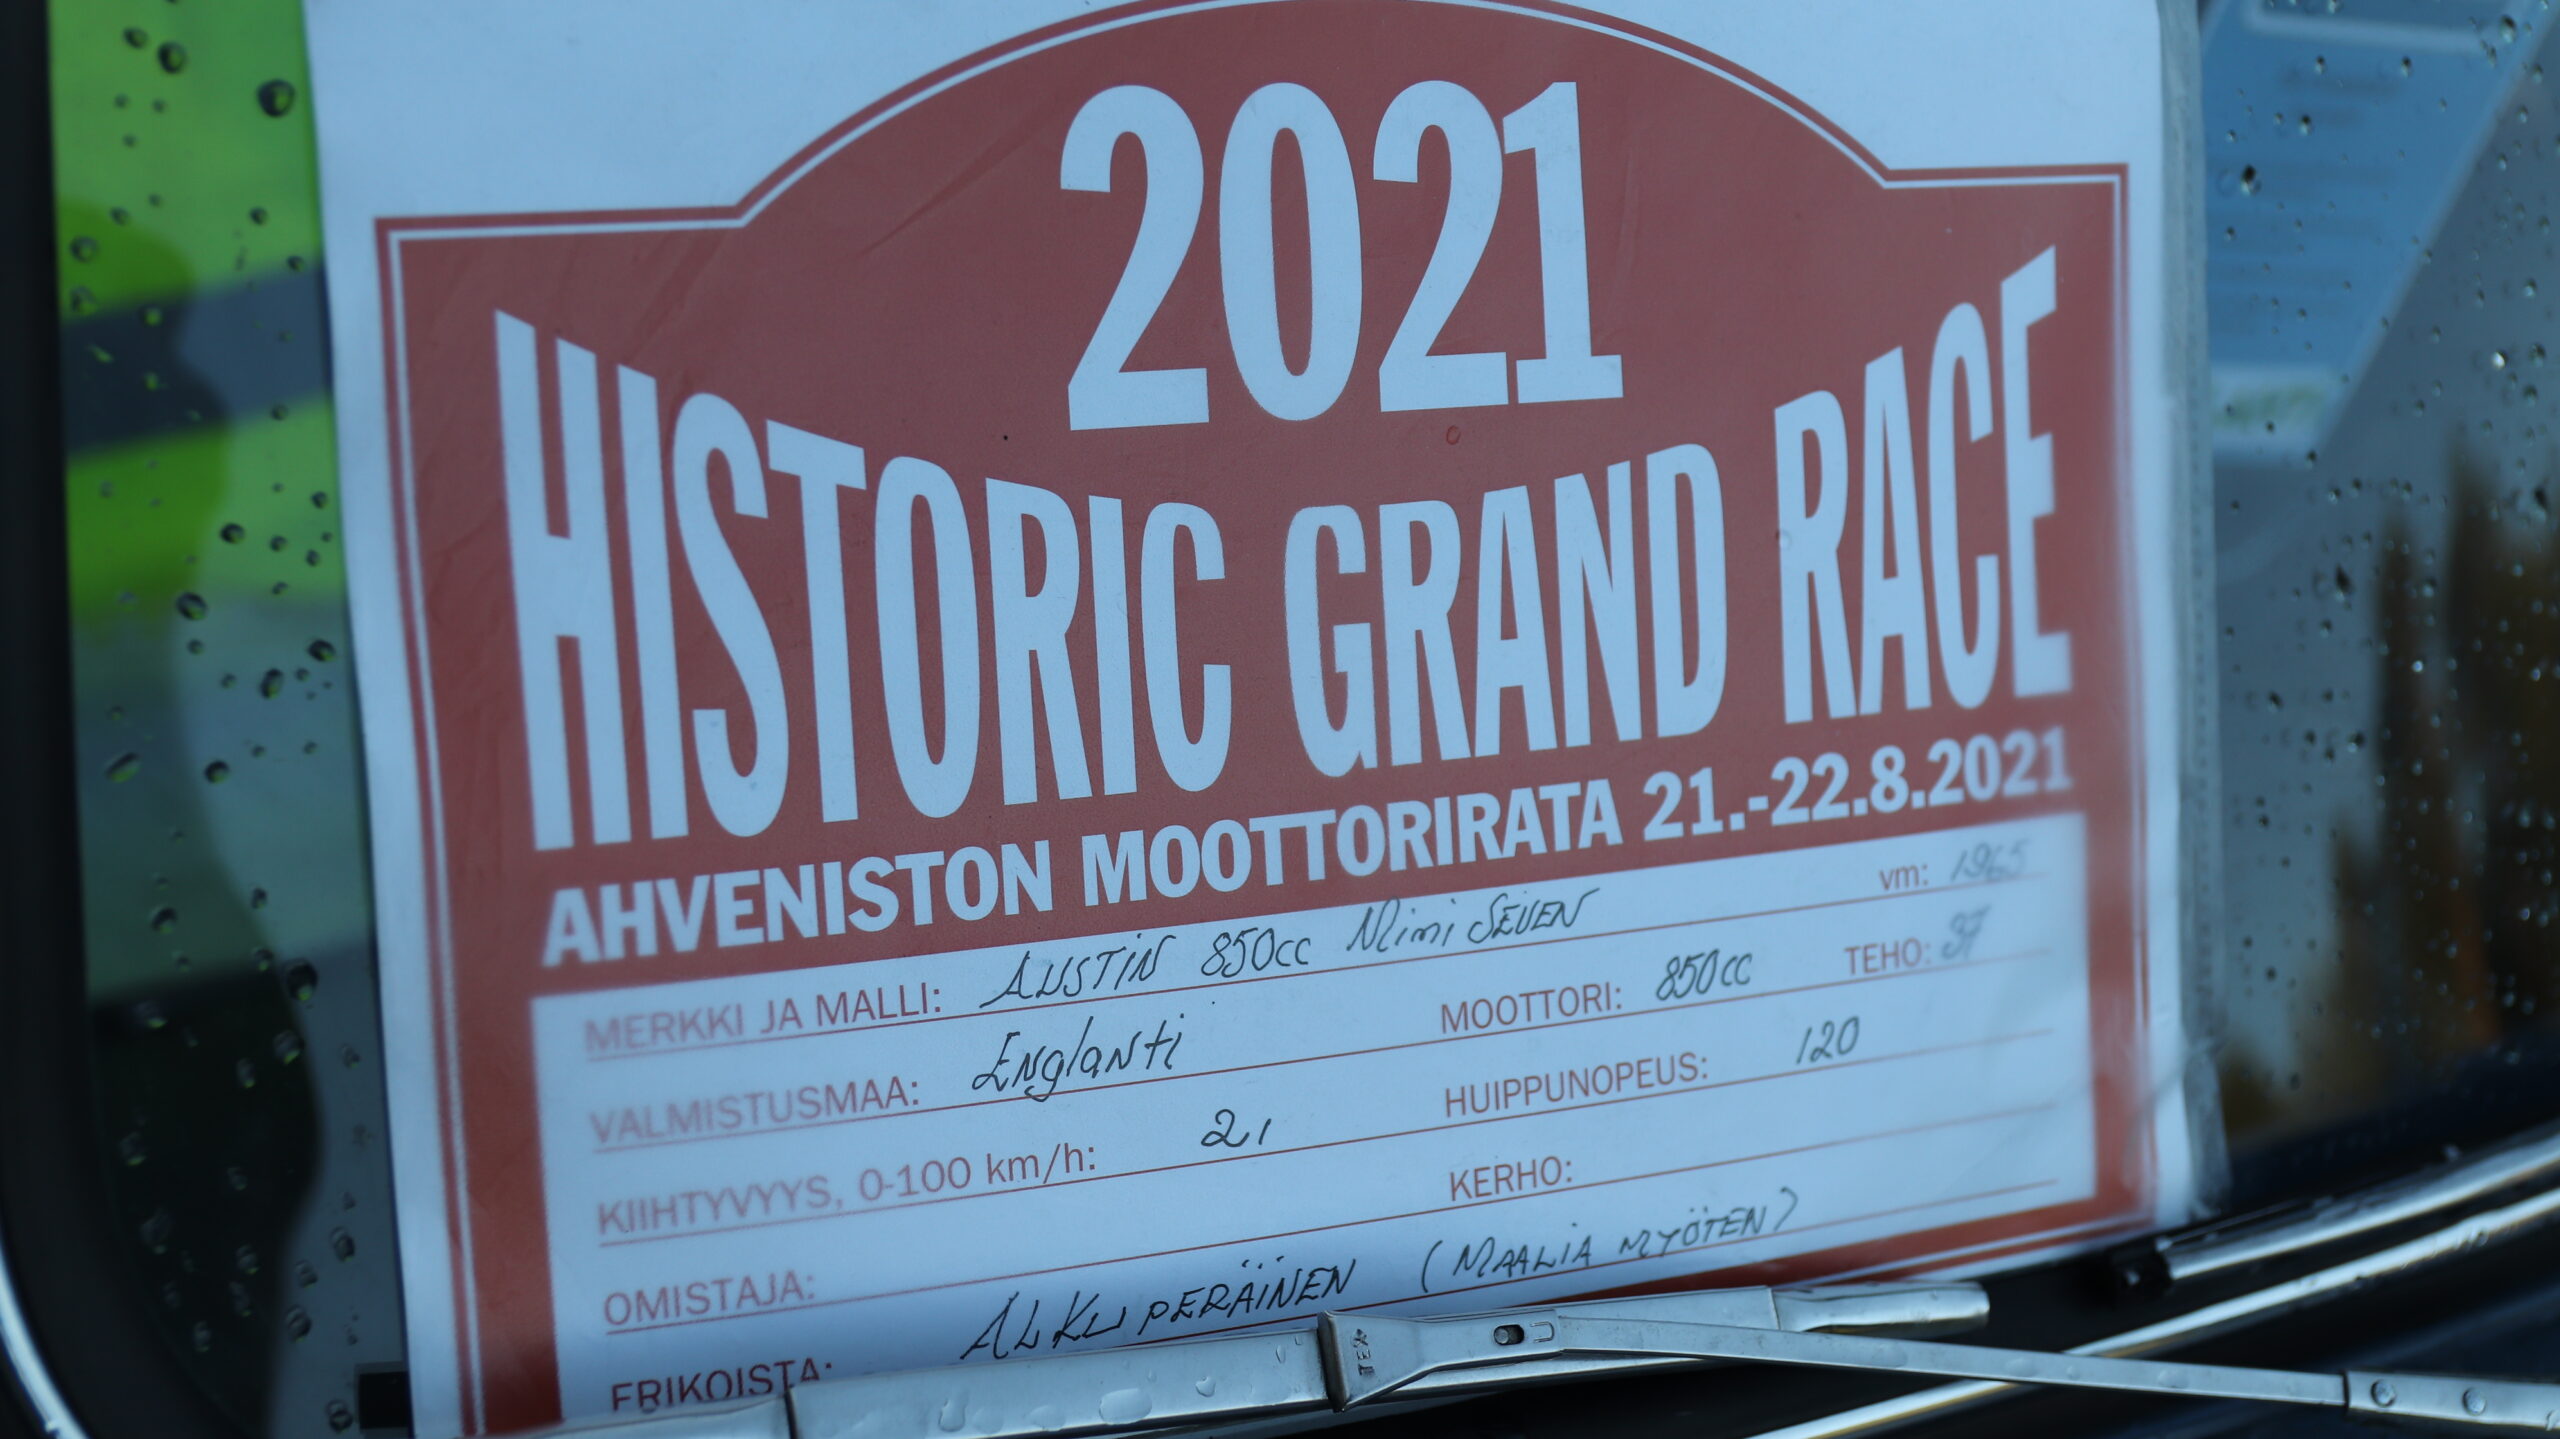 2021
HISTORIC GRAND RACE
AHVENISTON MOOTTORIRATA 21.-22.8.2021
MERKKI JA MALLI: AUSTIN 850cc Mini SEVEN vm: 1965
VALMISTUSMAA: Englanti MOOTTORI: 850cc TEHO: 37
KIIHTYVYYS, 0-100 km/h: 21 HUIPPUNOPEUS: 120
OMISTAJA: KERHO:
ERIKOISTA: ALKUPERÄINEN (MAALIA MYÖTEN)
TEX